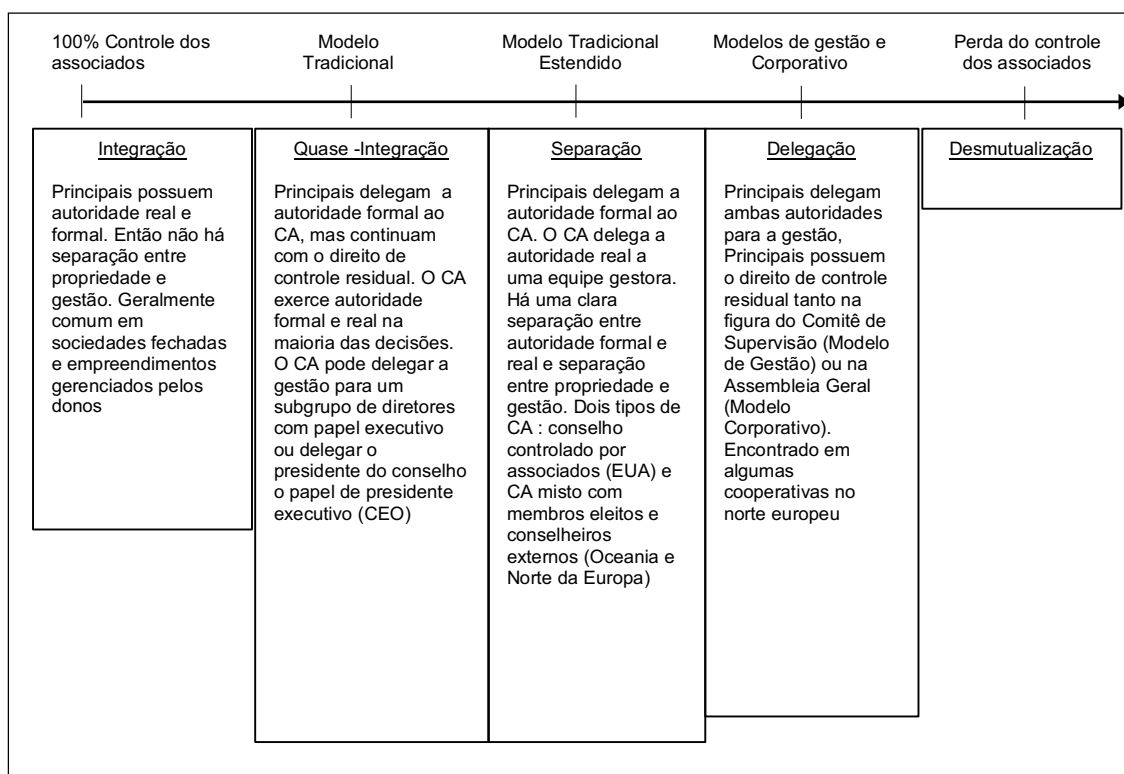 100% Controle dos
associados
Modelo
Tradicional
Modelo Tradicional
Estendido
Modelos de gestão e
Corporativo
Perda do controle
dos associados
Integração
Principais possuem
autoridade real e
formal. Então não há
separação entre
propriedade e
gestão. Geralmente
comum em
sociedades fechadas
e empreendimentos
gerenciados pelos
donos
Quase -Integração
Principais delegam a
autoridade formal ao
CA, mas continuam
com o direito de
controle residual. O CA
exerce autoridade
formal e real na
maioria das decisões.
O CA pode delegar a
gestão para um
subgrupo de diretores
com papel executivo
ou delegar o
presidente do conselho
o papel de presidente
executivo (CEO)
Separação
Principais delegam a
autoridade formal ao
CA. O CA delega a
autoridade real a
uma equipe gestora.
Há uma clara
separação entre
autoridade formal e
real e separação
entre propriedade e
gestão. Dois tipos de
CA : conselho
controlado por
associados (EUA) e
CA misto com
membros eleitos e
conselheiros
externos (Oceania e
Norte da Europa)
Delegação
Principais delegam
ambas autoridades
para a gestão,
Principais possuem
o direito de controle
residual tanto na
figura do Comitê de
Supervisão (Modelo
de Gestão) ou na
Assembleia Geral
(Modelo
Corporativo).
Encontrado em
algumas
cooperativas no
norte europeu
Desmutualização